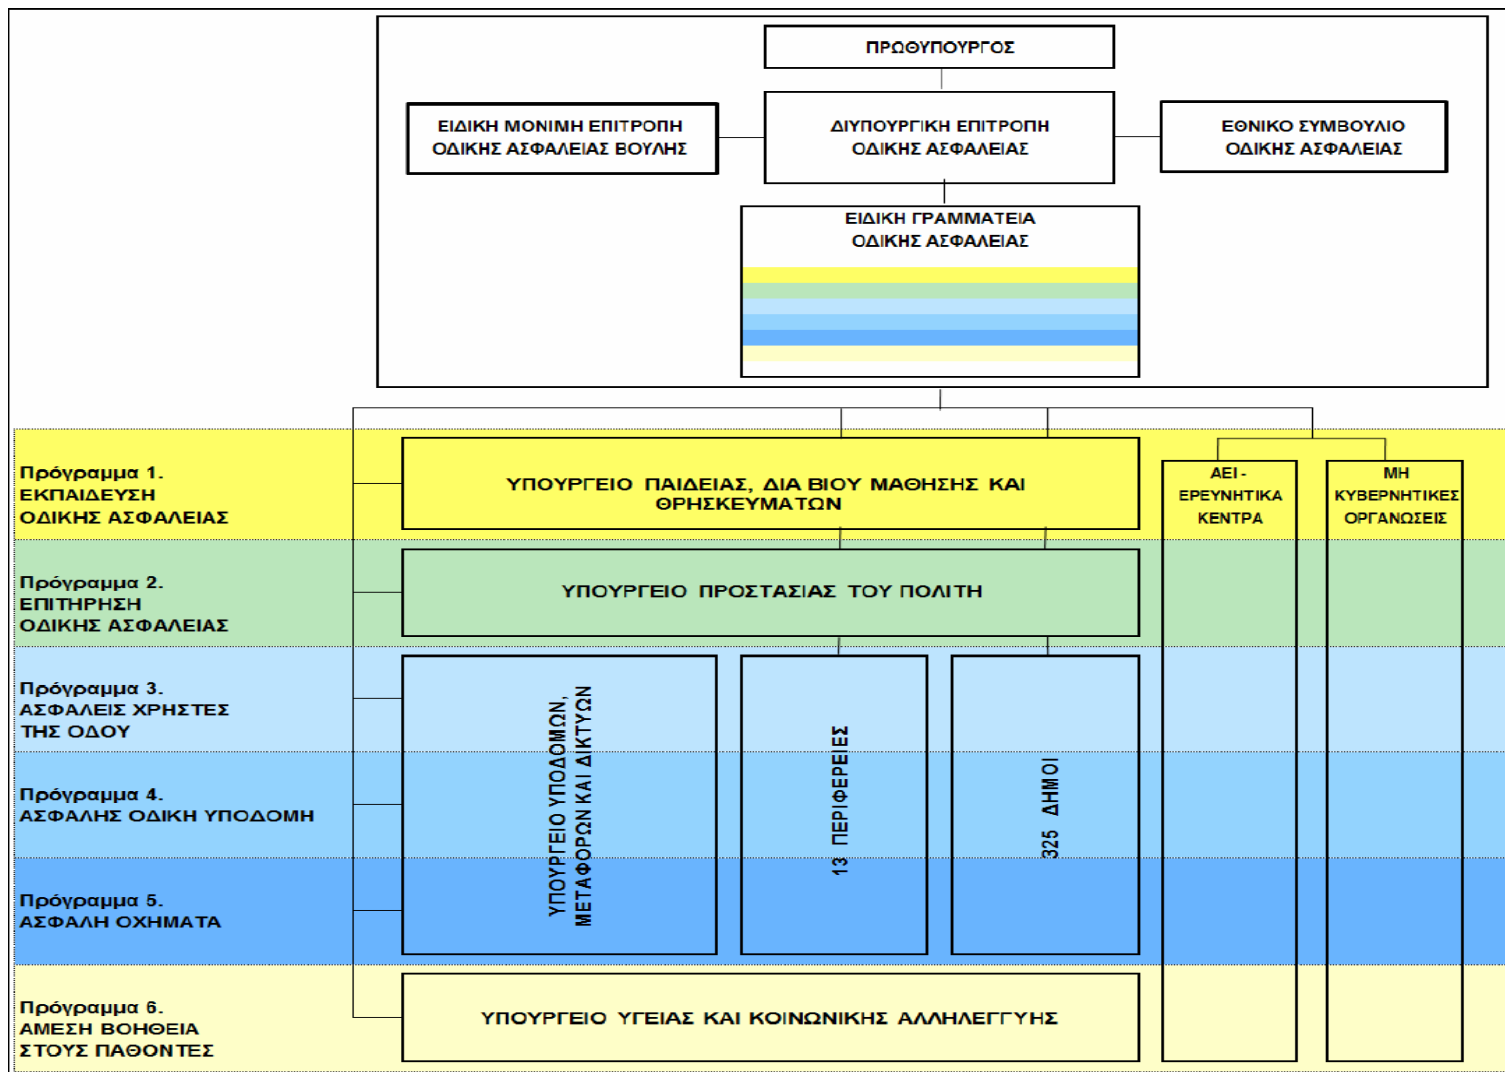 ΠΡΩΘΥΠΟΥΡΓΟΣ
ΕΙΔΙΚΗ ΜΟΝΙΜΗ ΕΠΙΤΡΟΠΗ
ΟΔΙΚΗΣ ΑΣΦΑΛΕΙΑΣ ΒΟΥΛΗΣ
ΔΙΥΠΟΥΡΓΙΚΗ ΕΠΙΤΡΟΠΗ
ΟΔΙΚΗΣ ΑΣΦΑΛΕΙΑΣ
ΕΘΝΙΚΟ ΣΥΜΒΟΥΛΙΟ
ΟΔΙΚΗΣ ΑΣΦΑΛΕΙΑΣ
ΕΙΔΙΚΗ ΓΡΑΜΜΑΤΕΙΑ
ΟΔΙΚΗΣ ΑΣΦΑΛΕΙΑΣ
Πρόγραμμα 1.
ΕΚΠΑΙΔΕΥΣΗ
ΟΔΙΚΗΣ ΑΣΦΑΛΕΙΑΣ
ΥΠΟΥΡΓΕΙΟ ΠΑΙΔΕΙΑΣ, ΔΙΑ ΒΙΟΥ ΜΑΘΗΣΗΣ ΚΑΙ
ΘΡΗΣΚΕΥΜΑΤΩΝ
ΑΕΙ -
ΕΡΕΥΝΗΤΙΚΑ
ΚΕΝΤΡΑ
ΜΗ
ΚΥΒΕΡΝΗΤΙΚΕΣ
ΟΡΓΑΝΩΣΕΙΣ
Πρόγραμμα 2.
ΕΠΙΤΗΡΗΣΗ
ΟΔΙΚΗΣ ΑΣΦΑΛΕΙΑΣ
ΥΠΟΥΡΓΕΙΟ ΠΡΟΣΤΑΣΙΑΣ ΤΟΥ ΠΟΛΙΤΗ
Πρόγραμμα 3.
ΑΣΦΑΛΕΙΣ ΧΡΗΣΤΕΣ
ΤΗΣ ΟΔΟΥ
Πρόγραμμα 4.
ΑΣΦΑΛΗΣ ΟΔΙΚΗ ΥΠΟΔΟΜΗ
Πρόγραμμα 5.
ΑΣΦΑΛΗ ΟΧΗΜΑΤΑ
ΥΠΟΥΡΓΕΙΟ ΥΠΟΔΟΜΩΝ,
ΜΕΤΑΦΟΡΩΝ ΚΑΙ ΔΙΚΤΥΩΝ
13 ΠΕΡΙΦΕΡΕΙΕΣ
325 ΔΗΜΟΙ
Πρόγραμμα 6.
ΑΜΕΣΗ ΒΟΗΘΕΙΑ
ΣΤΟΥΣ ΠΑΘΟΝΤΕΣ
ΥΠΟΥΡΓΕΙΟ ΥΓΕΙΑΣ ΚΑΙ ΚΟΙΝΩΝΙΚΗΣ ΑΛΛΗΛΕΓΓΥΗΣ